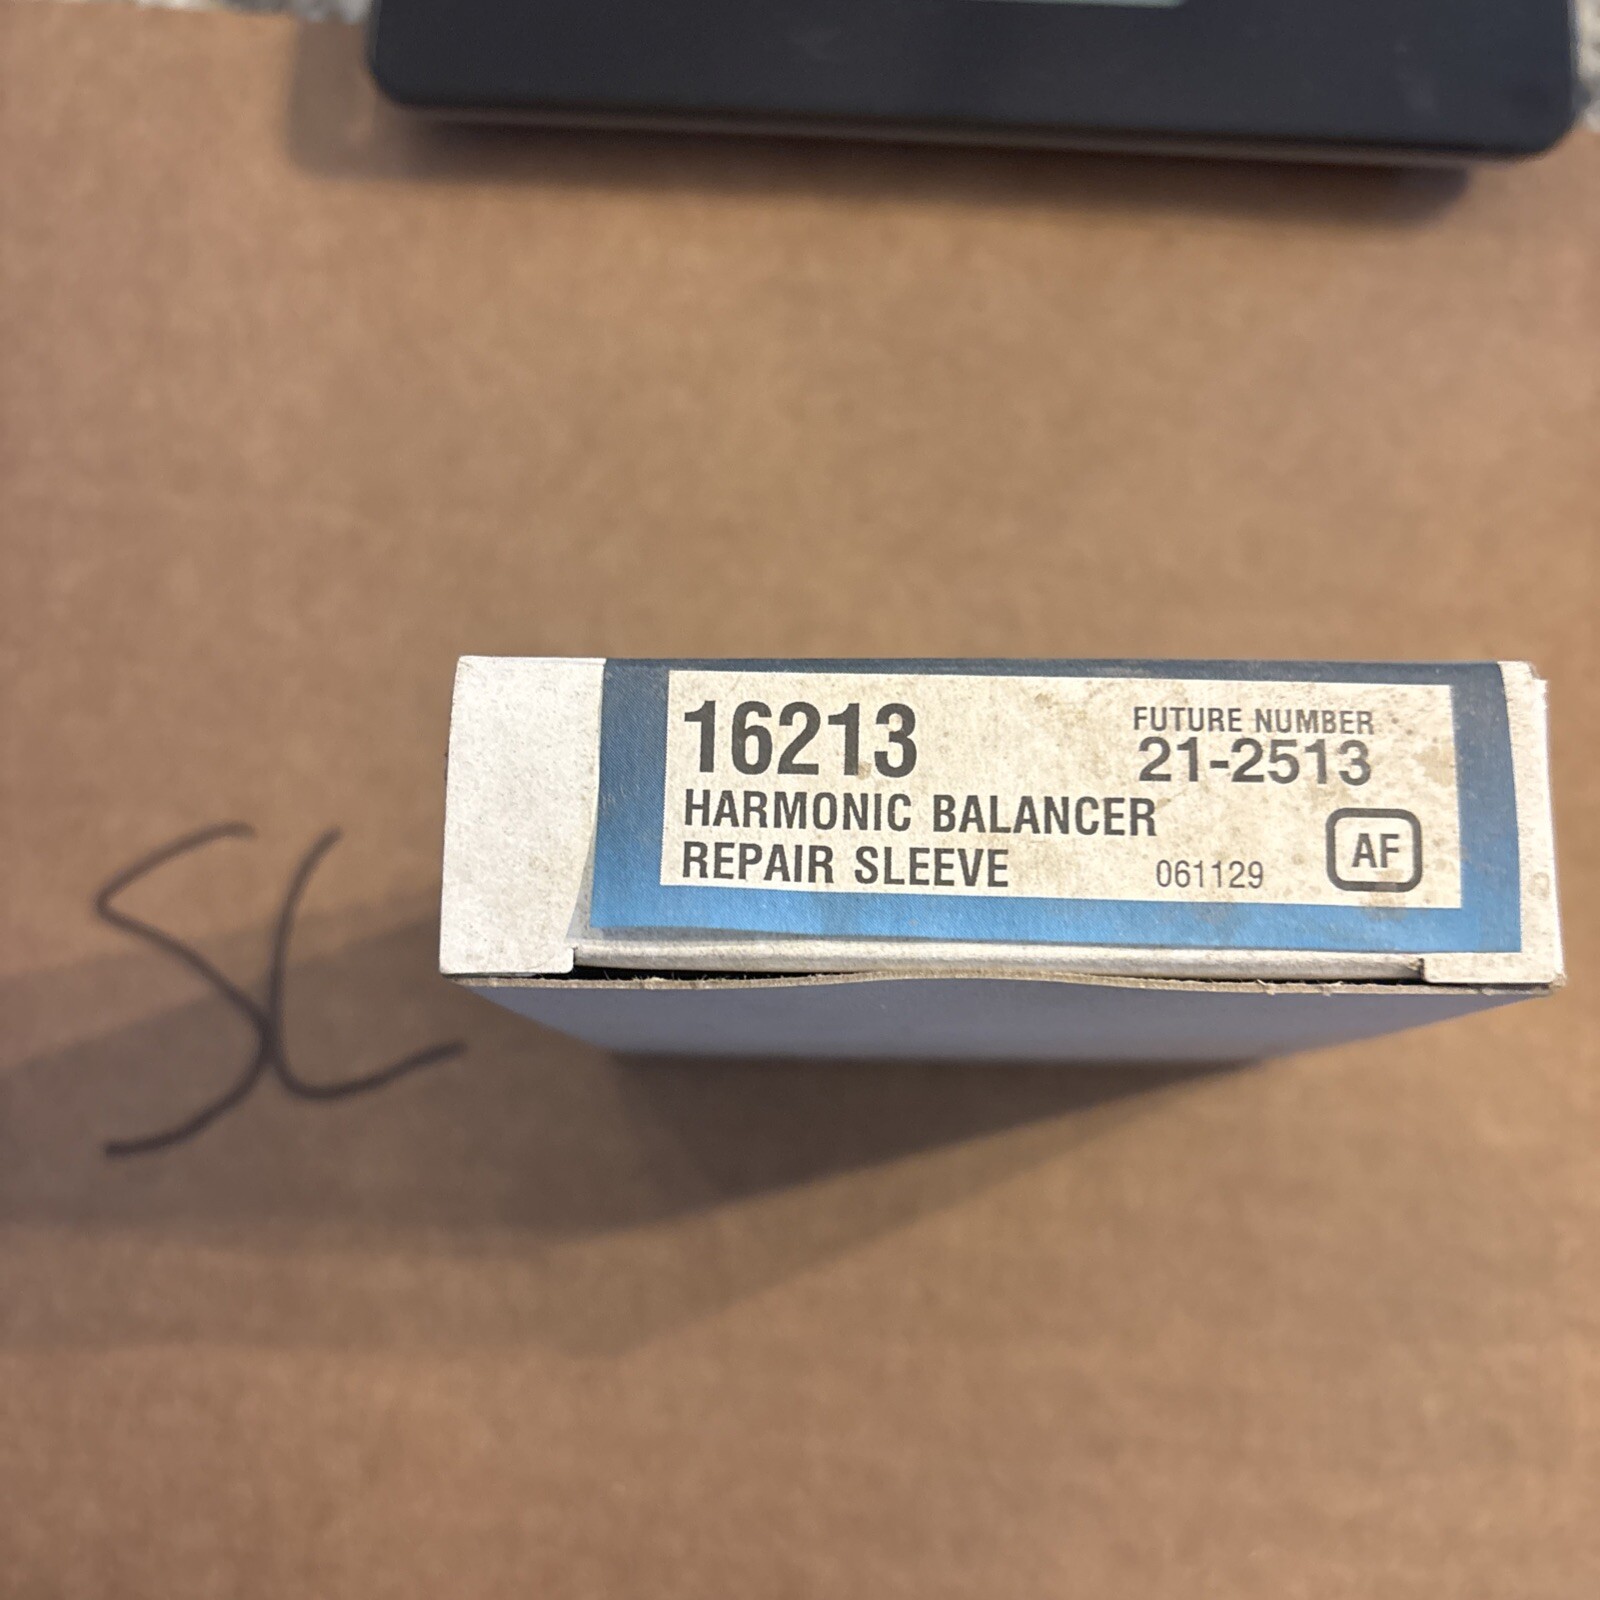 16213
FUTURE NUMBER
21-2513
HARMONIC BALANCER
REPAIR SLEEVE
061129
AF
SC